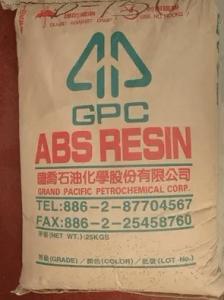 GPC
ABS RESIN
國喬石油化學股份有限公司
GRAND PACIFIC PETROCHEMICAL CORP.
TEL:886-2-87704567
FAX:886-2-25458760
淨重(NET WT.):25KGS
等級(GRADE)／顏色(COLOR)／批號(LOT No.)